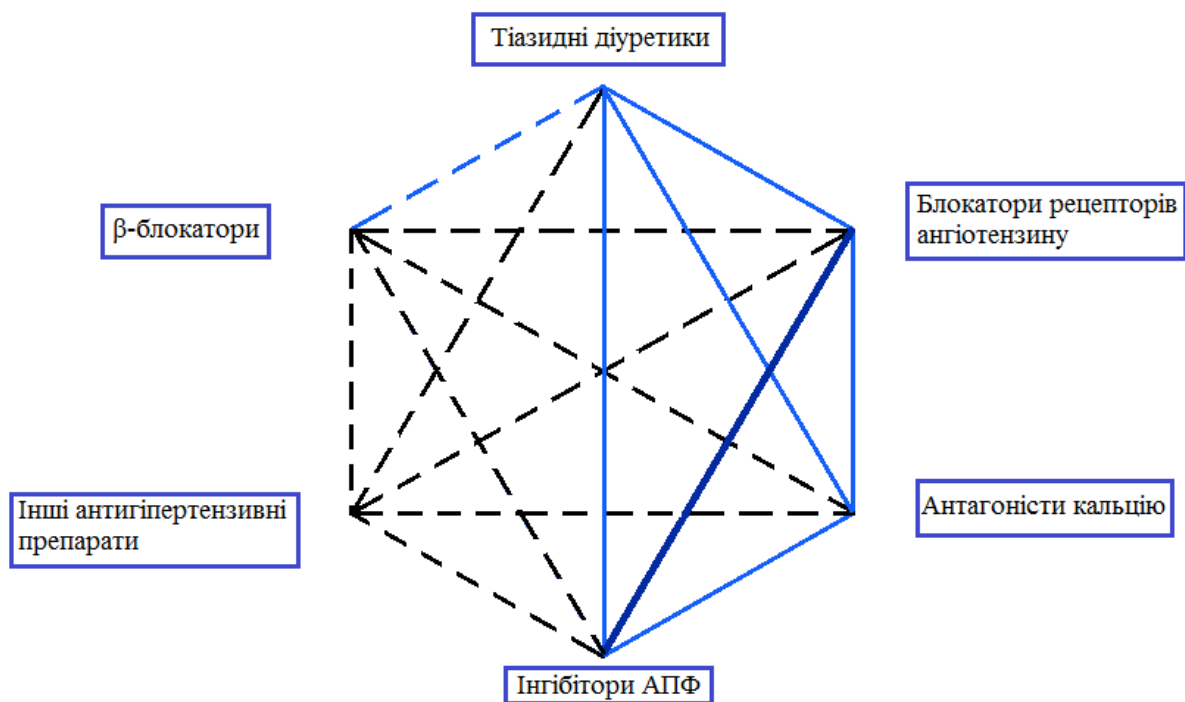 Тіазидні діуретики
β-блокатори
Блокатори рецепторів
ангіотензину
Інші антигіпертензивні
препарати
Антагоністи кальцію
Інгібітори АПФ